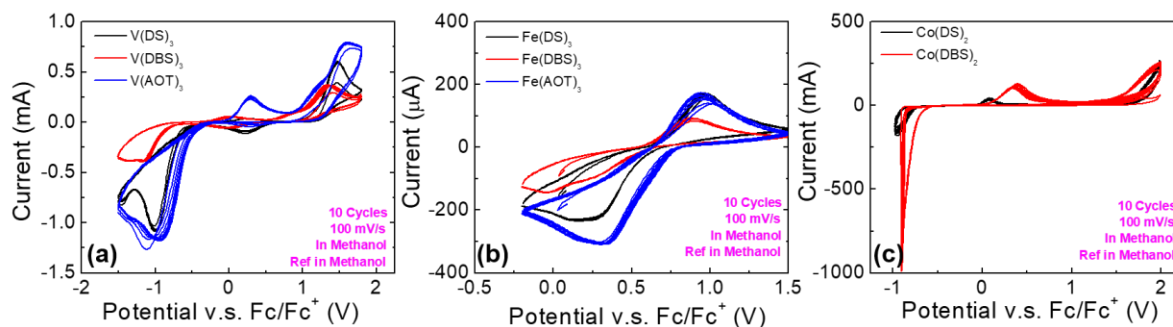 1.0
0.5
0.0
-0.5
-1.0
-1.5
Current (mA)
V(DS)₃
V(DBS)₃
V(AOT)₃
10 Cycles
100 mV/s
In Methanol
Ref in Methanol
(a)
-2 -1 0 1 2
Potential v.s. Fc/Fc⁺ (V)
400
200
0
-200
-400
Current (μA)
Fe(DS)₃
Fe(DBS)₃
Fe(AOT)₃
10 Cycles
100 mV/s
In Methanol
Ref in Methanol
(b)
-0.5 0.0 0.5 1.0 1.5
Potential v.s. Fc/Fc⁺ (V)
500
0
-500
-1000
Current (mA)
Co(DS)₂
Co(DBS)₂
10 Cycles
100 mV/s
In Methanol
Ref in Methanol
(c)
-1 0 1 2
Potential v.s. Fc/Fc⁺ (V)